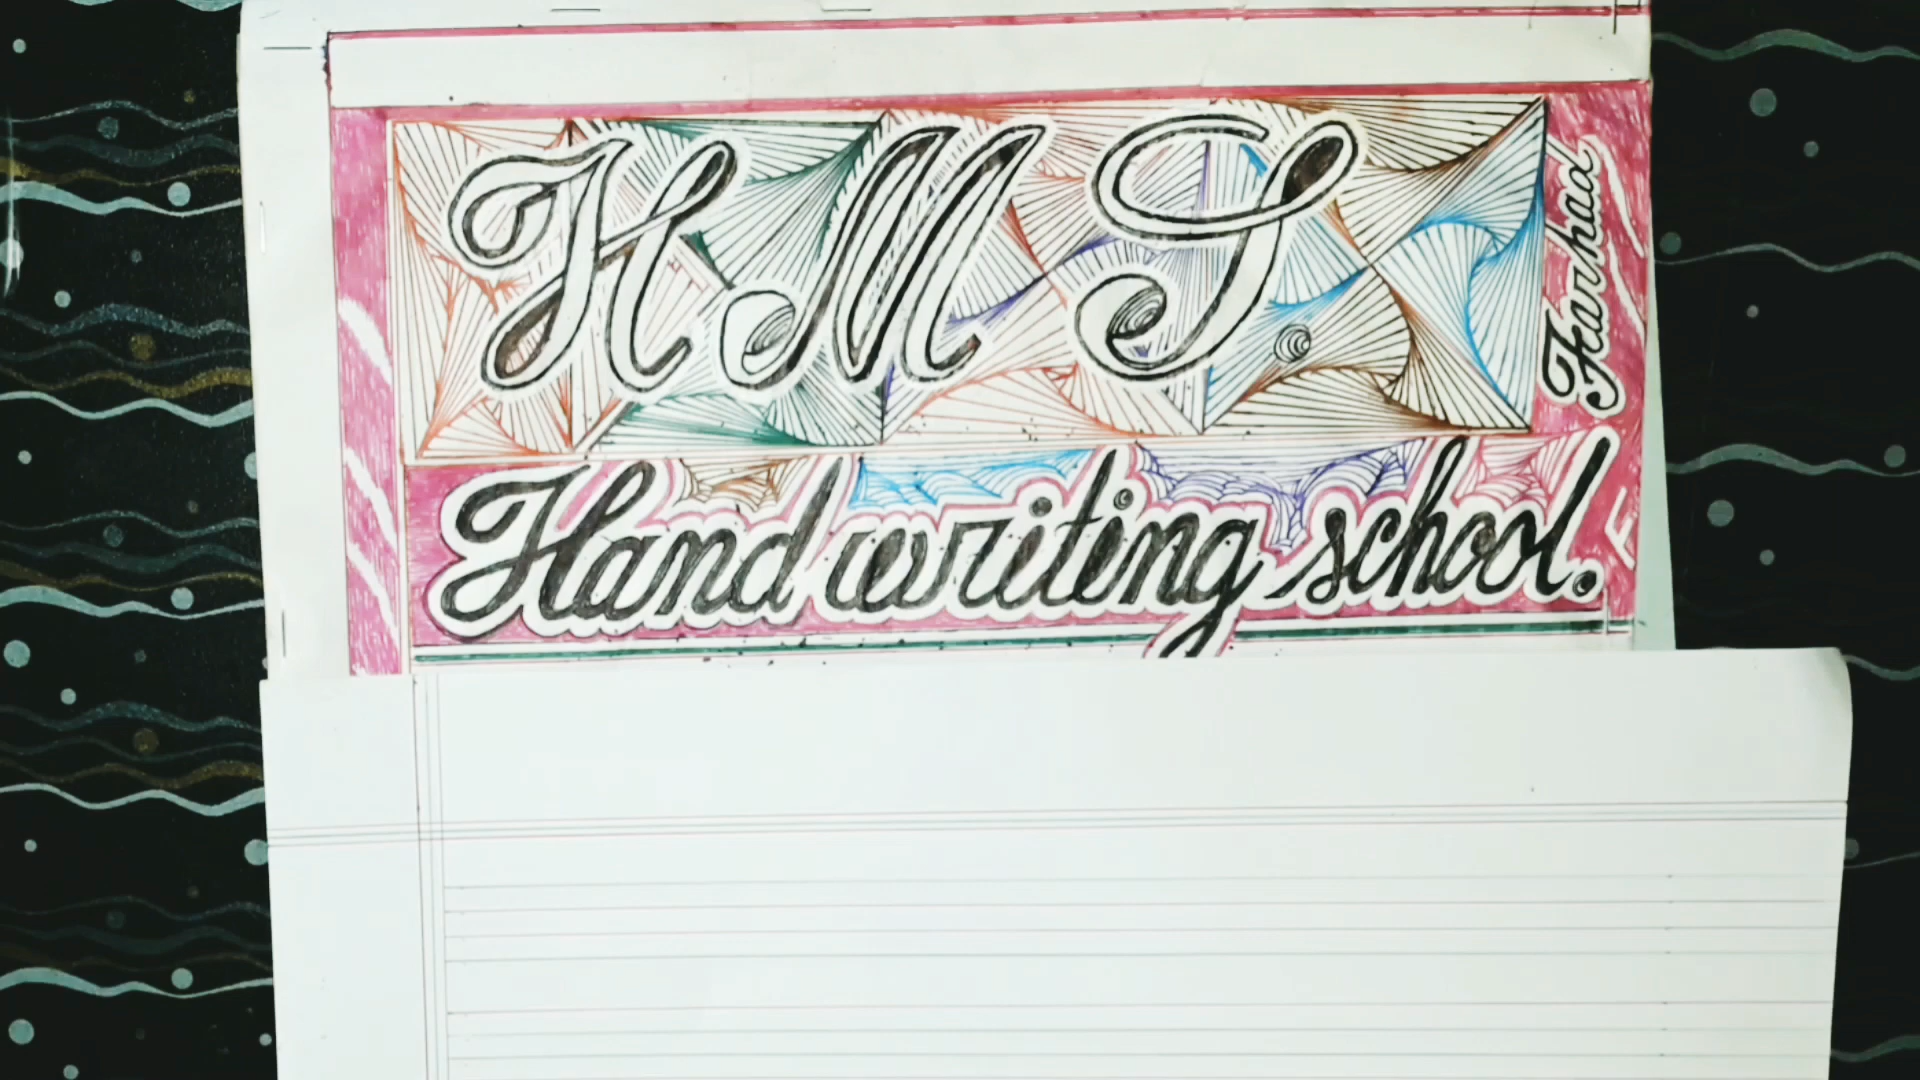 H M S.
Farhad
Hand writing school.